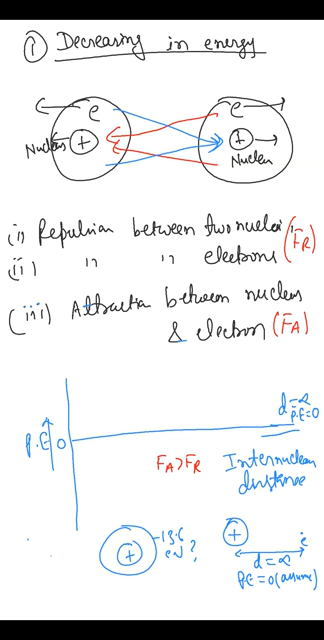 ① Decreasing in energy
e e
Nucleus + + Nuclen
(i) Repulsion between two nuclei (FR)
(ii) " " electrons
(iii) Attraction between nucleus
& electron (FA)
d=∞
P.E=0
P.E 0
FA>FR Internuclear
distance
+ -13.6 eV ?
+ e
d=∞
P.E=0 (assume)